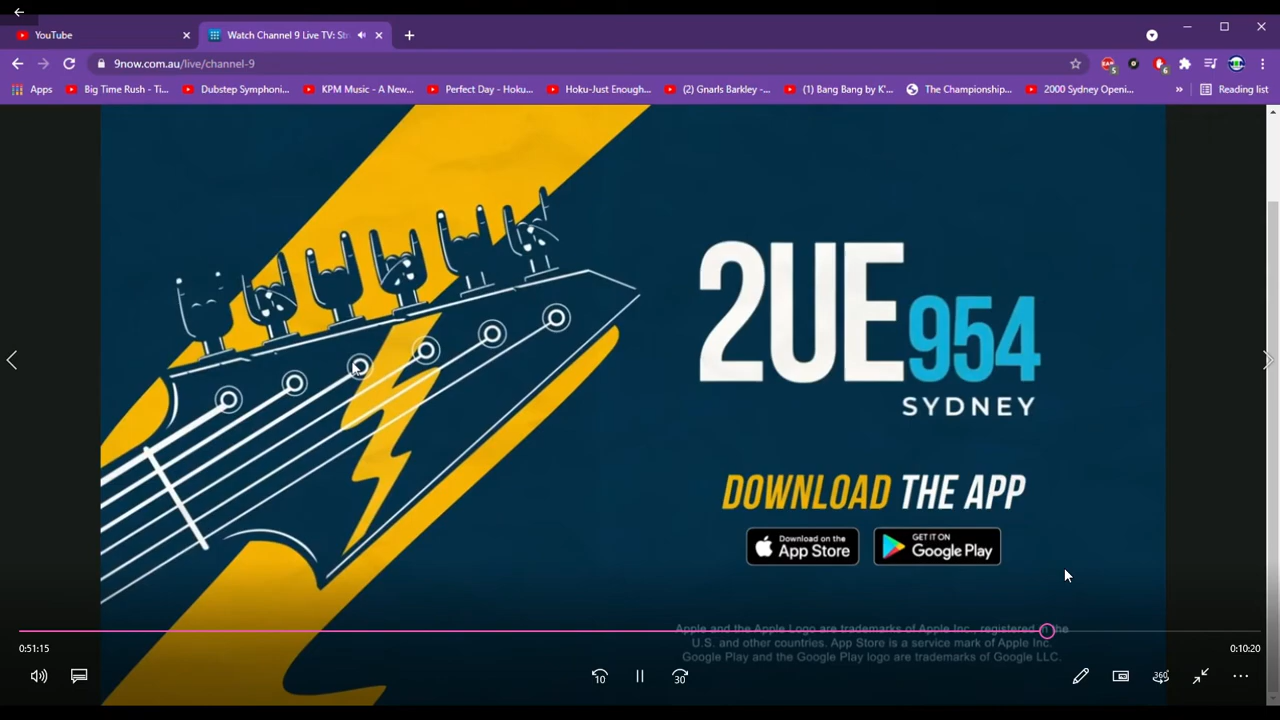 YouTube
Watch Channel 9 Live TV: Str
9now.com.au/live/channel-9
5
6
Apps
Big Time Rush - Ti...
Dubstep Symphoni...
KPM Music - A New...
Perfect Day - Hoku...
Hoku-Just Enough...
(2) Gnarls Barkley -...
(1) Bang Bang by K'...
The Championship...
2000 Sydney Openi...
»
Reading list
2UE954
SYDNEY
DOWNLOAD THE APP
Download on the
App Store
GET IT ON
Google Play
Apple and the Apple Logo are trademarks of Apple Inc., registered in the
U.S. and other countries. App Store is a service mark of Apple Inc.
Google Play and the Google Play logo are trademarks of Google LLC.
0:51:15
0:10:20
10
30
360